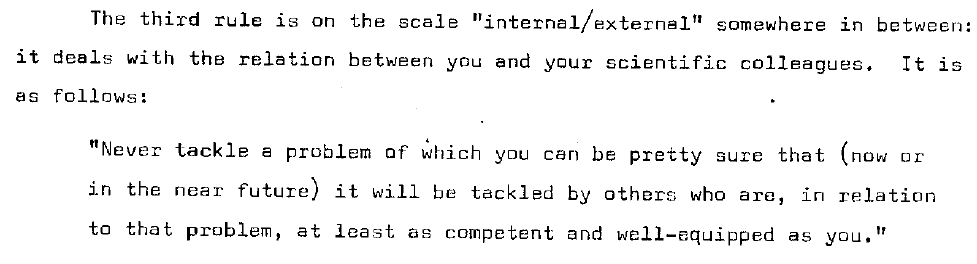 The third rule is on the scale "internal/external" somewhere in between:
it deals with the relation between you and your scientific colleagues. It is
as follows:
"Never tackle a problem of which you can be pretty sure that (now or
in the near future) it will be tackled by others who are, in relation
to that problem, at least as competent and well-equipped as you."